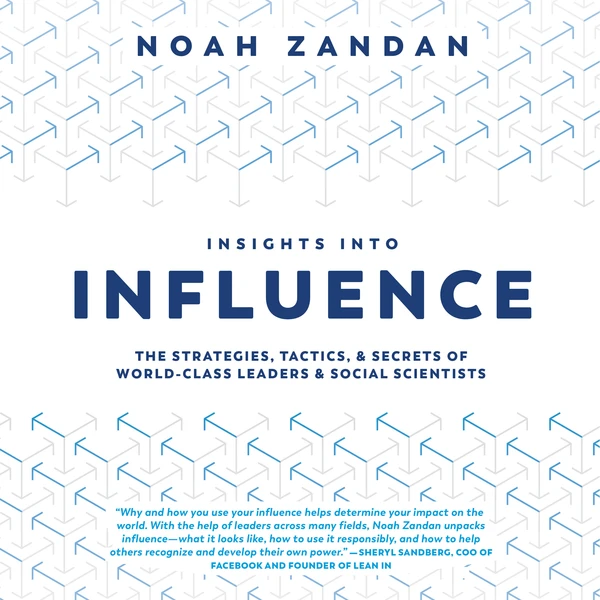 NOAH ZANDAN
INSIGHTS INTO
INFLUENCE
THE STRATEGIES, TACTICS, & SECRETS OF
WORLD-CLASS LEADERS & SOCIAL SCIENTISTS
"Why and how you use your influence helps determine your impact on the
world. With the help of leaders across many fields, Noah Zandan unpacks
influence—what it looks like, how to use it responsibly, and how to help
others recognize and develop their own power." — SHERYL SANDBERG, COO OF
FACEBOOK AND FOUNDER OF LEAN IN